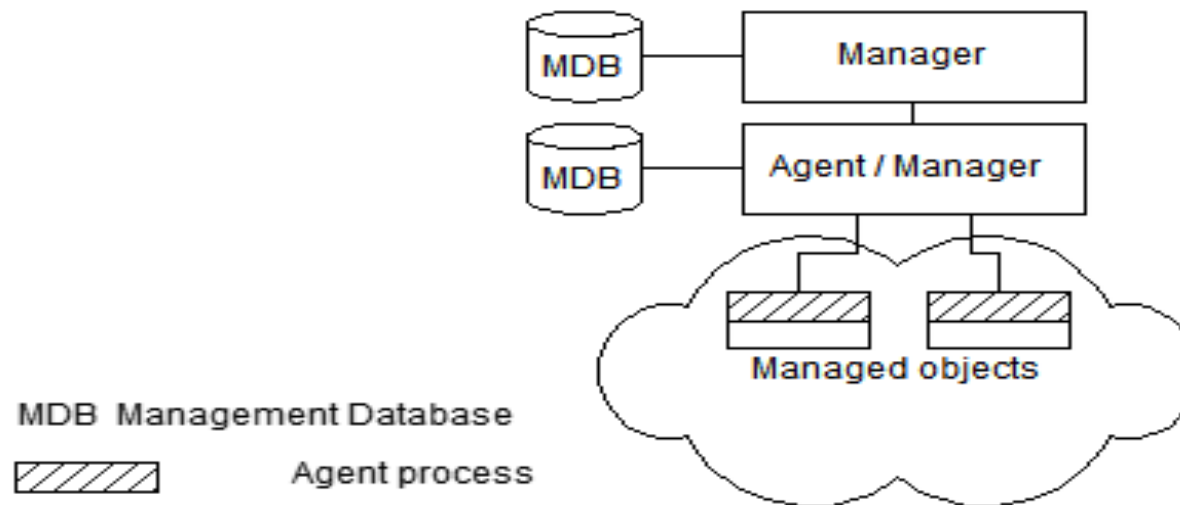 MDB
Manager
MDB
Agent / Manager
Managed objects
MDB Management Database
Agent process